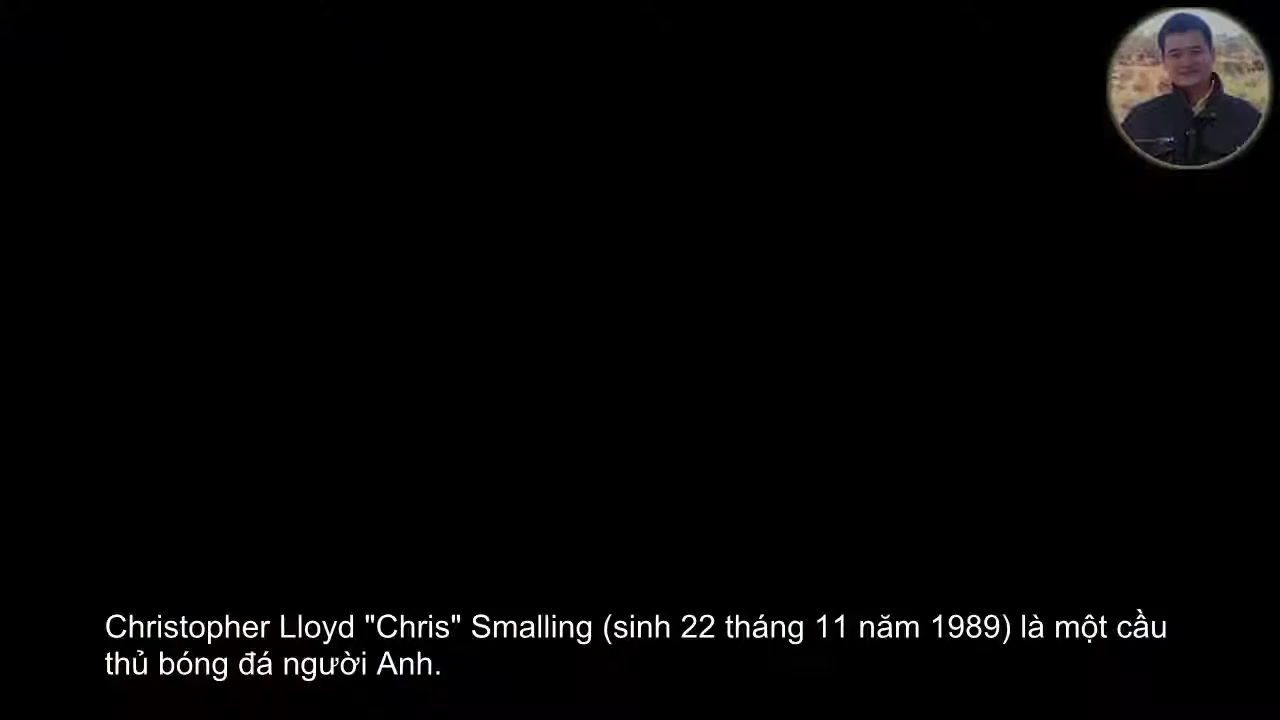 Christopher Lloyd "Chris" Smalling (sinh 22 tháng 11 năm 1989) là một cầu
thủ bóng đá người Anh.